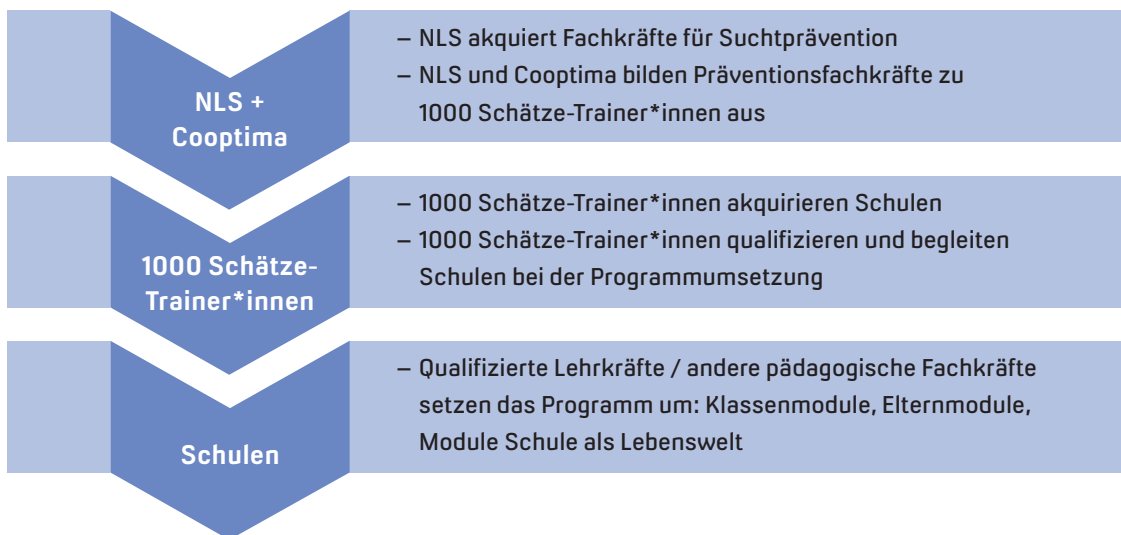 NLS +
Cooptima
– NLS akquiert Fachkräfte für Suchtprävention
– NLS und Cooptima bilden Präventionsfachkräfte zu
1000 Schätze-Trainer*innen aus
1000 Schätze-
Trainer*innen
– 1000 Schätze-Trainer*innen akquirieren Schulen
– 1000 Schätze-Trainer*innen qualifizieren und begleiten
Schulen bei der Programmumsetzung
Schulen
– Qualifizierte Lehrkräfte / andere pädagogische Fachkräfte
setzen das Programm um: Klassenmodule, Elternmodule,
Module Schule als Lebenswelt